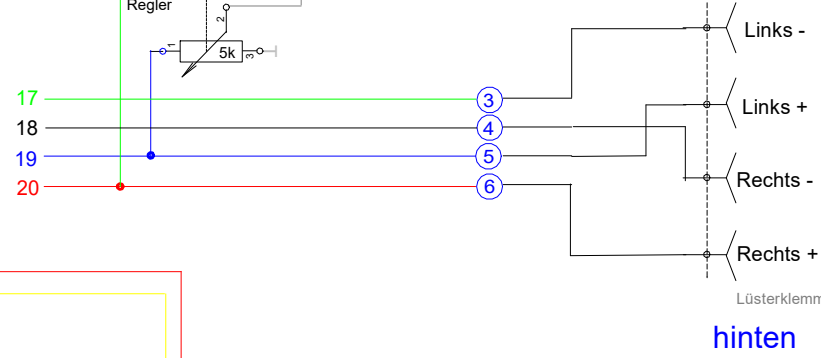 Regler
2
1
5k
3
Links -
17
3
Links +
18
4
19
5
20
6
Rechts -
Rechts +
Lüsterklemm
hinten